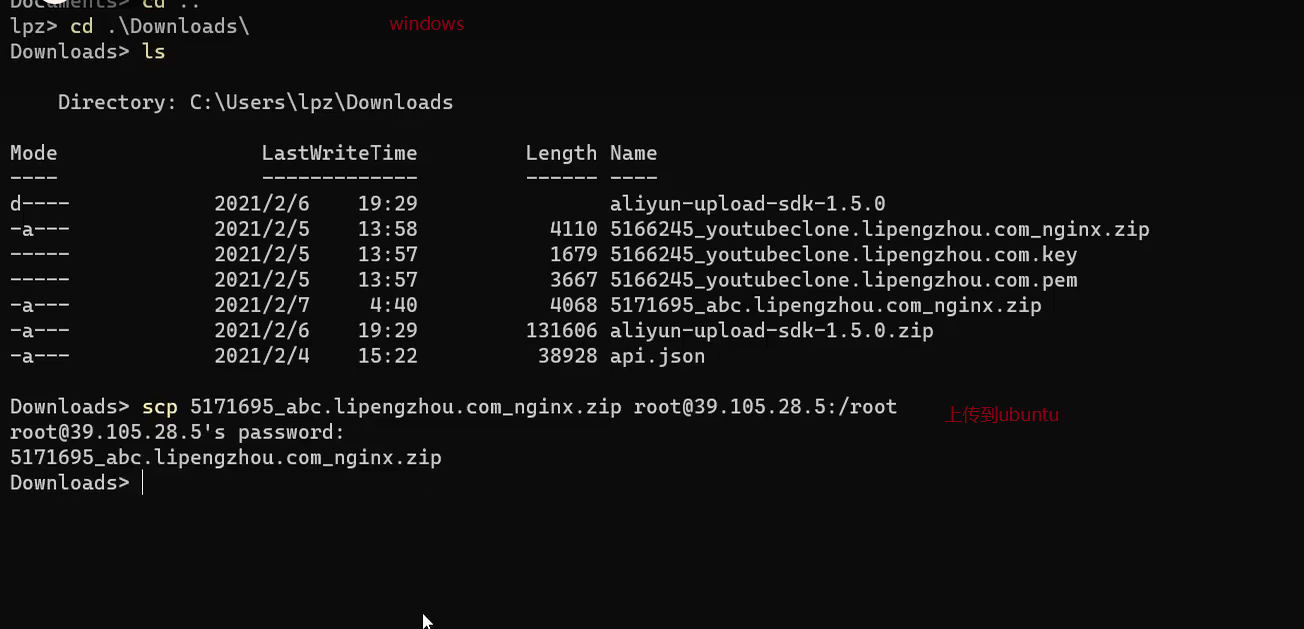 Documents> cd ..
lpz> cd .\Downloads\ windows
Downloads> ls
Directory: C:\Users\lpz\Downloads
Mode LastWriteTime Length Name
---- ------------- ------ ----
d---- 2021/2/6 19:29 aliyun-upload-sdk-1.5.0
-a--- 2021/2/5 13:58 4110 5166245_youtubeclone.lipengzhou.com_nginx.zip
----- 2021/2/5 13:57 1679 5166245_youtubeclone.lipengzhou.com.key
----- 2021/2/5 13:57 3667 5166245_youtubeclone.lipengzhou.com.pem
-a--- 2021/2/7 4:40 4068 5171695_abc.lipengzhou.com_nginx.zip
-a--- 2021/2/6 19:29 131606 aliyun-upload-sdk-1.5.0.zip
-a--- 2021/2/4 15:22 38928 api.json
Downloads> scp 5171695_abc.lipengzhou.com_nginx.zip root@39.105.28.5:/root 上传到ubuntu
root@39.105.28.5's password:
5171695_abc.lipengzhou.com_nginx.zip
Downloads>